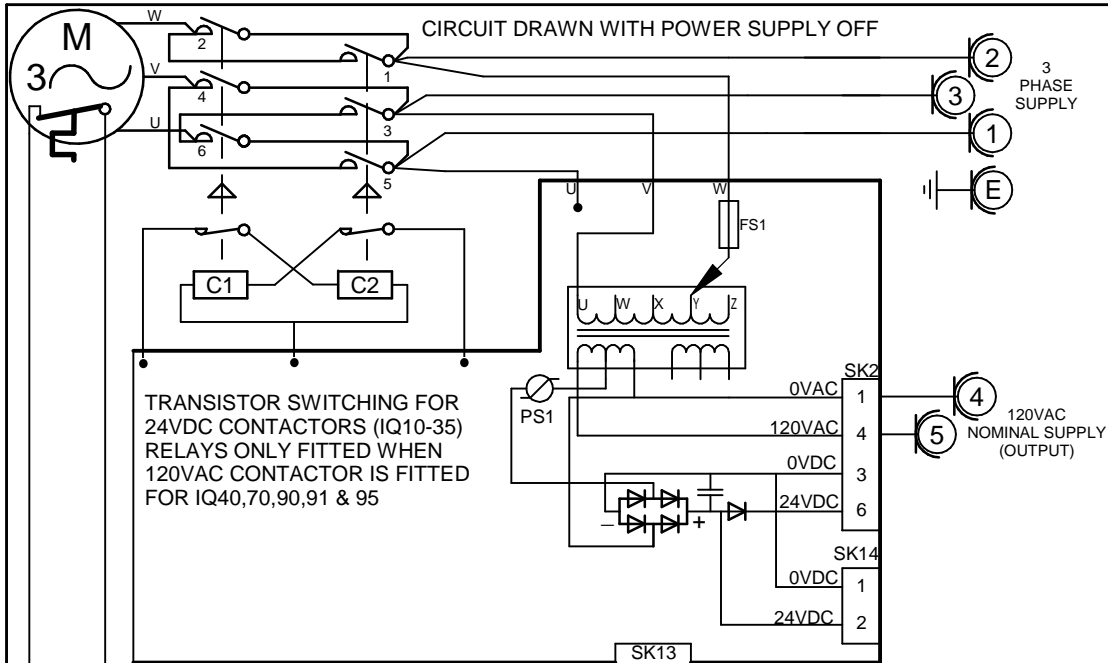 CIRCUIT DRAWN WITH POWER SUPPLY OFF
M
3
W
V
U
2
1
4
3
6
5
2
3
1
E
3
PHASE
SUPPLY
U
V
W
FS1
C1
C2
U
W
X
Y
Z
TRANSISTOR SWITCHING FOR
24VDC CONTACTORS (IQ10-35)
RELAYS ONLY FITTED WHEN
120VAC CONTACTOR IS FITTED
FOR IQ40,70,90,91 & 95
PS1
SK2
0VAC
1
120VAC
4
0VDC
3
24VDC
6
4
5
120VAC
NOMINAL SUPPLY
(OUTPUT)
−
+
SK14
0VDC
1
24VDC
2
SK13